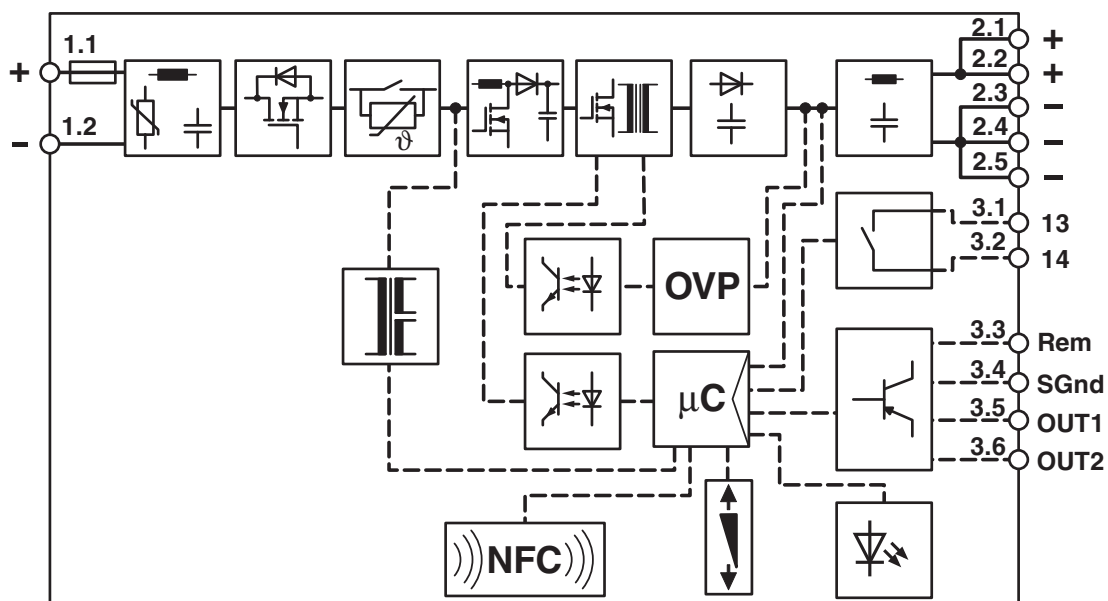 1.1
+
1.2
–
ϑ
2.1
+
2.2
+
2.3
–
2.4
–
2.5
–
3.1
13
3.2
14
OVP
3.3
Rem
3.4
SGnd
µC
3.5
OUT1
3.6
OUT2
NFC